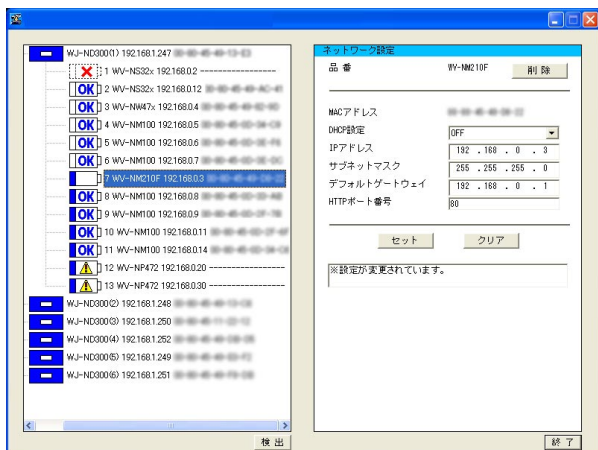 WJ-ND300(1) 192.168.1.247
1 WV-NS32x 192.168.0.2 -----------------
OK 2 WV-NS32x 192.168.0.12
OK 3 WV-NW47x 192.168.0.4
OK 4 WV-NM100 192.168.0.5
OK 5 WV-NM100 192.168.0.6
OK 6 WV-NM100 192.168.0.7
7 WV-NM210F 192.168.0.3
OK 8 WV-NM100 192.168.0.8
OK 9 WV-NM100 192.168.0.9
OK 10 WV-NM100 192.168.0.11
OK 11 WV-NM100 192.168.0.14
12 WV-NP472 192.168.0.20 -----------------
13 WV-NP472 192.168.0.30 -----------------
WJ-ND300(2) 192.168.1.248
WJ-ND300(3) 192.168.1.250
WJ-ND300(4) 192.168.1.252
WJ-ND300(5) 192.168.1.249
WJ-ND300(6) 192.168.1.251
検 出
ネットワーク設定
品 番 WV-NM210F 削 除
MACアドレス
DHCP設定 OFF
IPアドレス 192 . 168 . 0 . 3
サブネットマスク 255 . 255 . 255 . 0
デフォルトゲートウェイ 192 . 168 . 0 . 1
HTTPポート番号 80
セット クリア
※設定が変更されています。
終 了